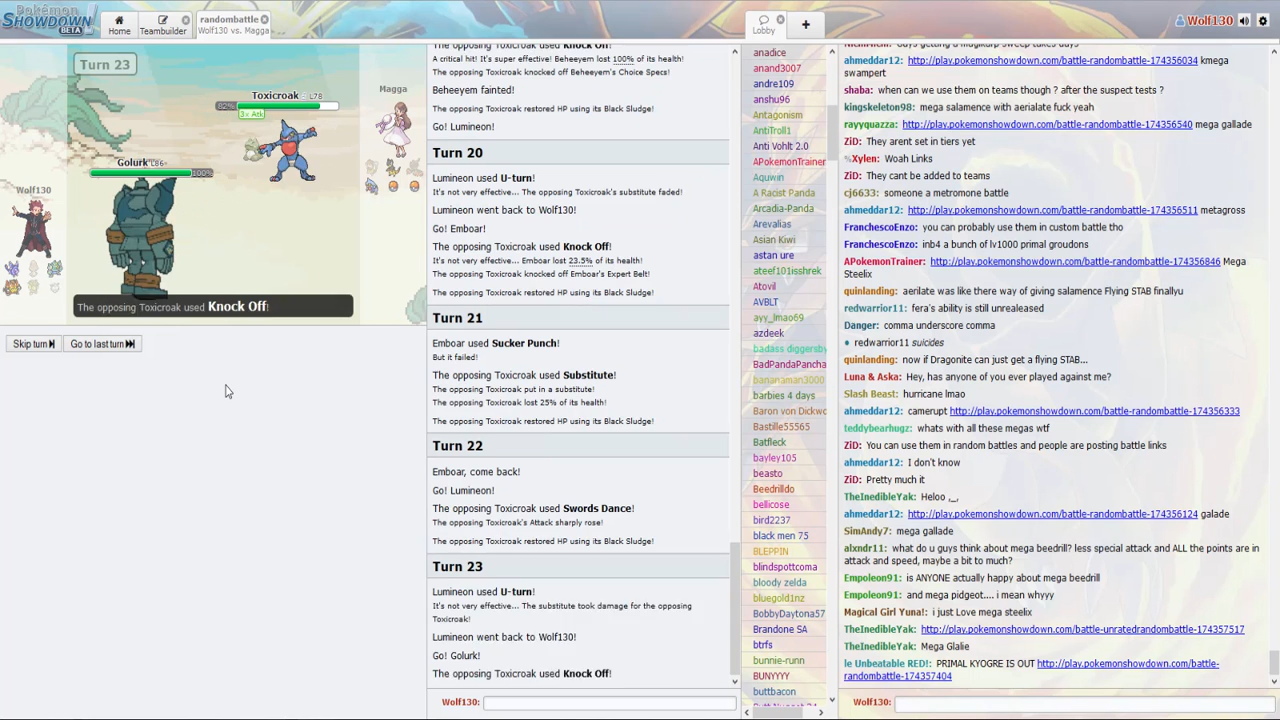 Pokémon
SHOWDOWN
BETA
Home
Teambuilder
randombattle
Wolf130 vs. Magga
Lobby
+
Wolf130
Turn 23
Toxicroak L78
82%
3x Atk
Magga
Golurk L86
100%
Wolf130
The opposing Toxicroak used Knock Off!
Skip turn
Go to last turn
The opposing Toxicroak used Knock Off!
A critical hit! It's super effective! Beheeyem lost 100% of its health!
The opposing Toxicroak knocked off Beheeyem's Choice Specs!
Beheeyem fainted!
The opposing Toxicroak restored HP using its Black Sludge!
Go! Lumineon!
Turn 20
Lumineon used U-turn!
It's not very effective... The opposing Toxicroak's substitute faded!
Lumineon went back to Wolf130!
Go! Emboar!
The opposing Toxicroak used Knock Off!
It's not very effective... Emboar lost 23.5% of its health!
The opposing Toxicroak knocked off Emboar's Expert Belt!
The opposing Toxicroak restored HP using its Black Sludge!
Turn 21
Emboar used Sucker Punch!
But it failed!
The opposing Toxicroak used Substitute!
The opposing Toxicroak put in a substitute!
The opposing Toxicroak lost 25% of its health!
The opposing Toxicroak restored HP using its Black Sludge!
Turn 22
Emboar, come back!
Go! Lumineon!
The opposing Toxicroak used Swords Dance!
The opposing Toxicroak's Attack sharply rose!
The opposing Toxicroak restored HP using its Black Sludge!
Turn 23
Lumineon used U-turn!
It's not very effective... The substitute took damage for the opposing
Toxicroak!
Lumineon went back to Wolf130!
Go! Golurk!
The opposing Toxicroak used Knock Off!
Wolf130:
anadice
anand3007
andre109
anshu96
Antagonism
AntiTroll1
Anti Vohlt 2.0
APokemonTrainer
Aquwin
A Racist Panda
Arcadia-Panda
Arevalias
Asian Kiwi
astan ure
ateef101isshrek
Atovil
AVBLT
ayy_lmao69
azdeek
badass diggersby
BadPandaPancha
bananaman3000
barbies 4 days
Baron von Dickwo
Bastille55565
Batfleck
bayley105
beasto
Beedrilldo
bellicose
bird2237
black men 75
BLEPPIN
blindspottcoma
bloody zelda
bluegold1nz
BobbyDaytona57
Brandone SA
btrfs
bunnie-runn
BUNYYYY
buttbacon
ahmeddar12: http://play.pokemonshowdown.com/battle-randombattle-174356034 kmega
swampert
shaba: when can we use them on teams though ? after the suspect tests ?
kingskeleton98: mega salamence with aerialate fuck yeah
rayyquazza: http://play.pokemonshowdown.com/battle-randombattle-174356540 mega gallade
ZiD: They arent set in tiers yet
%Xylen: Woah Links
ZiD: They cant be added to teams
cj6633: someone a metromone battle
ahmeddar12: http://play.pokemonshowdown.com/battle-randombattle-174356511 metagross
FranchescoEnzo: you can probably use them in custom battle tho
FranchescoEnzo: inb4 a bunch of lv1000 primal groudons
APokemonTrainer: http://play.pokemonshowdown.com/battle-randombattle-174356846 Mega
Steelix
quinlanding: aerilate was like there way of giving salamence Flying STAB finallyu
redwarrior11: fera's ability is still unrealeased
Danger: comma underscore comma
• redwarrior11 suicides
quinlanding: now if Dragonite can just get a flying STAB...
Luna & Aska: Hey, has anyone of you ever played against me?
Slash Beast: hurricane lmao
ahmeddar12: camerupt http://play.pokemonshowdown.com/battle-randombattle-174356333
teddybearhugz: whats with all these megas wtf
ZiD: You can use them in random battles and people are posting battle links
ahmeddar12: I don't know
ZiD: Pretty much it
TheInedibleYak: Heloo ,_,
ahmeddar12: http://play.pokemonshowdown.com/battle-randombattle-174356124 galade
SimAndy7: mega gallade
alxndr11: what do u guys think about mega beedrill? less special attack and ALL the points are in
attack and speed, maybe a bit to much?
Empoleon91: is ANYONE actually happy about mega beedrill
Empoleon91: and mega pidgeot.... i mean whyyy
Magical Girl Yuna!: i just Love mega steelix
TheInedibleYak: http://play.pokemonshowdown.com/battle-unratedrandombattle-174357517
TheInedibleYak: Mega Glalie
le Unbeatable RED!: PRIMAL KYOGRE IS OUT http://play.pokemonshowdown.com/battle-
randombattle-174357404
Wolf130: